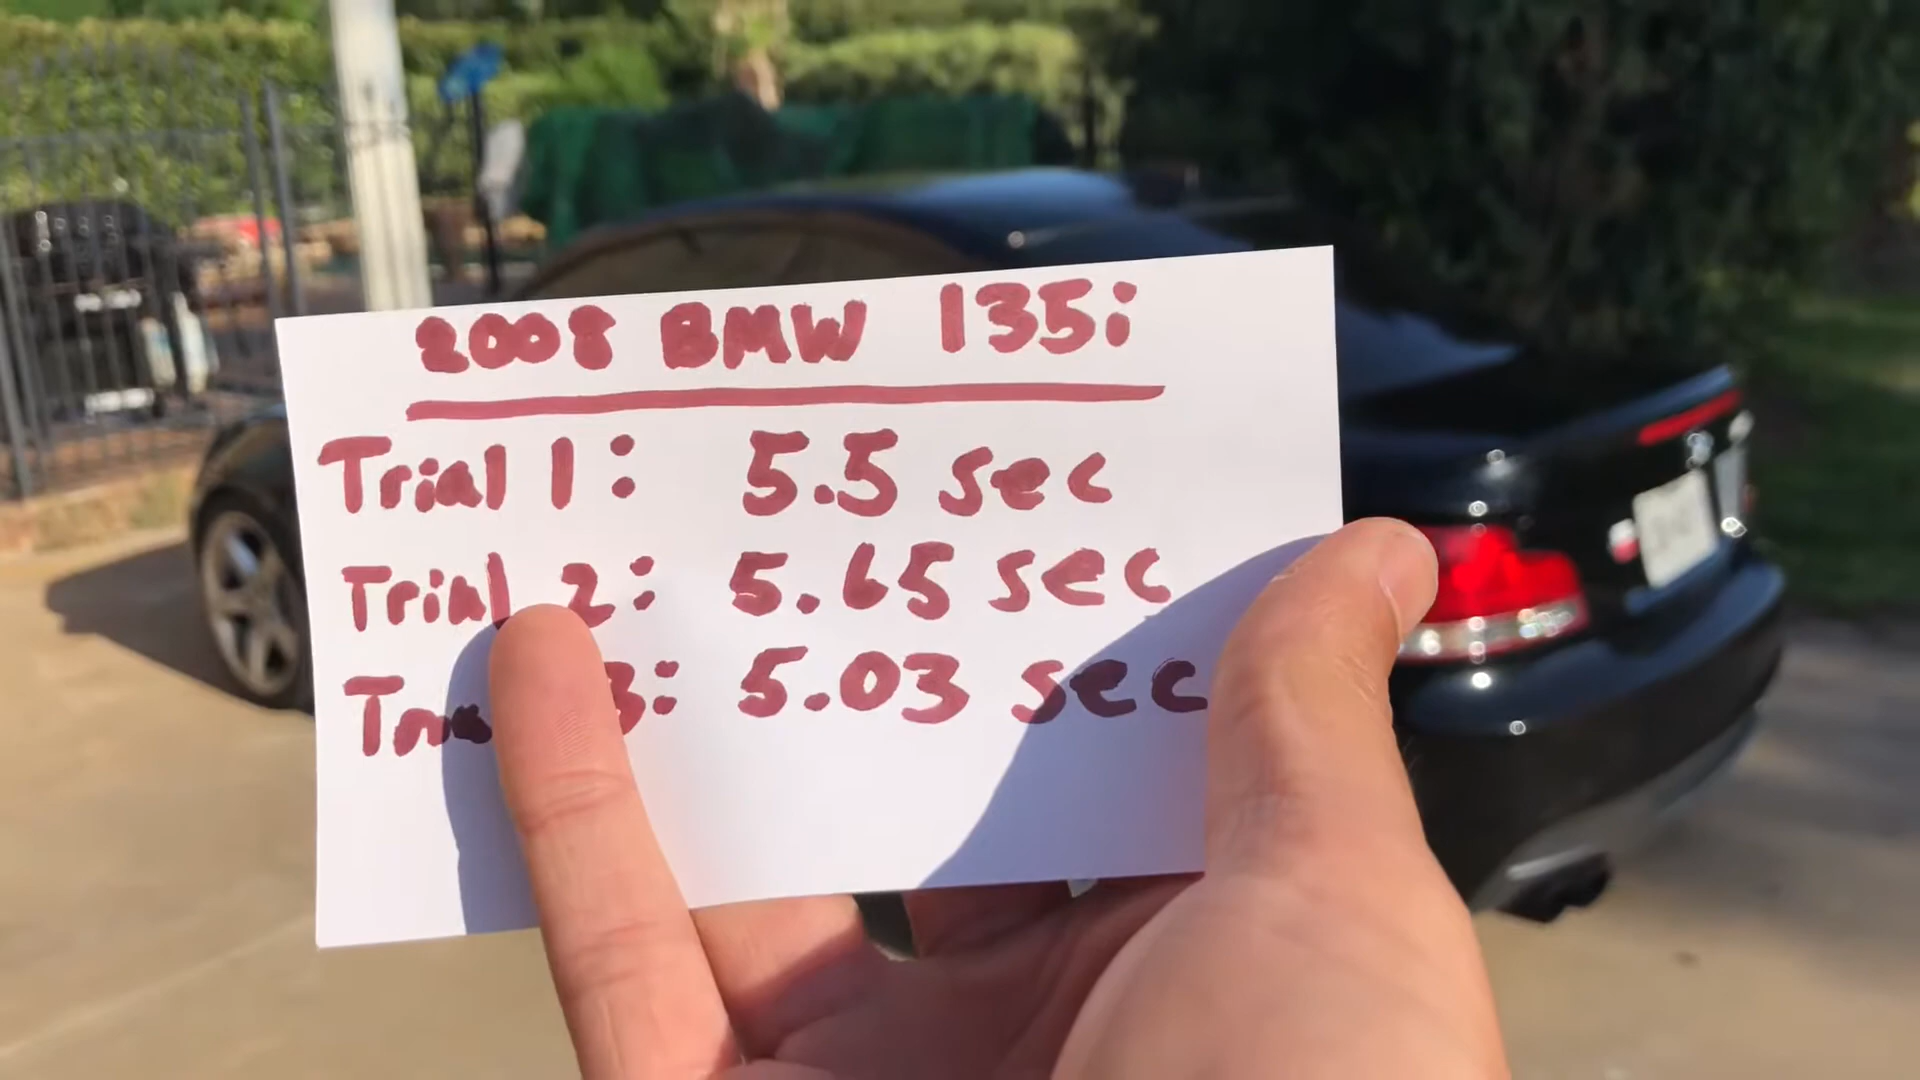 2008 BMW 135i
Trial 1: 5.5 sec
Trial 2: 5.65 sec
3: 5.03 sec